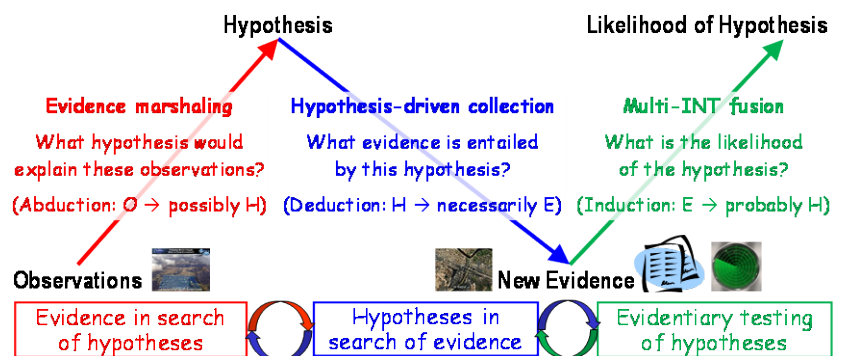 Hypothesis
Likelihood of Hypothesis
Evidence marshaling
What hypothesis would
explain these observations?
(Abduction: O → possibly H)
Hypothesis-driven collection
What evidence is entailed
by this hypothesis?
(Deduction: H → necessarily E)
Multi-INT fusion
What is the likelihood
of the hypothesis?
(Induction: E → probably H)
Observations
New Evidence
Evidence in search
of hypotheses
Hypotheses in
search of evidence
Evidentiary testing
of hypotheses